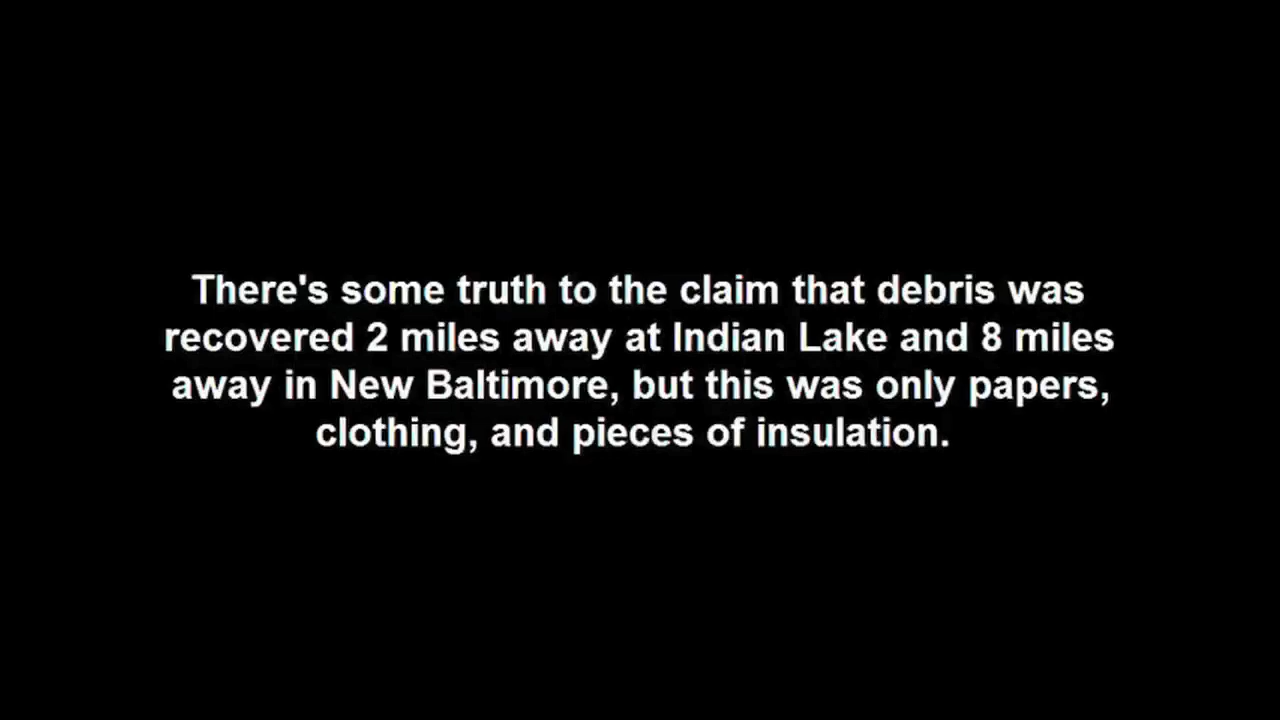 There's some truth to the claim that debris was
recovered 2 miles away at Indian Lake and 8 miles
away in New Baltimore, but this was only papers,
clothing, and pieces of insulation.